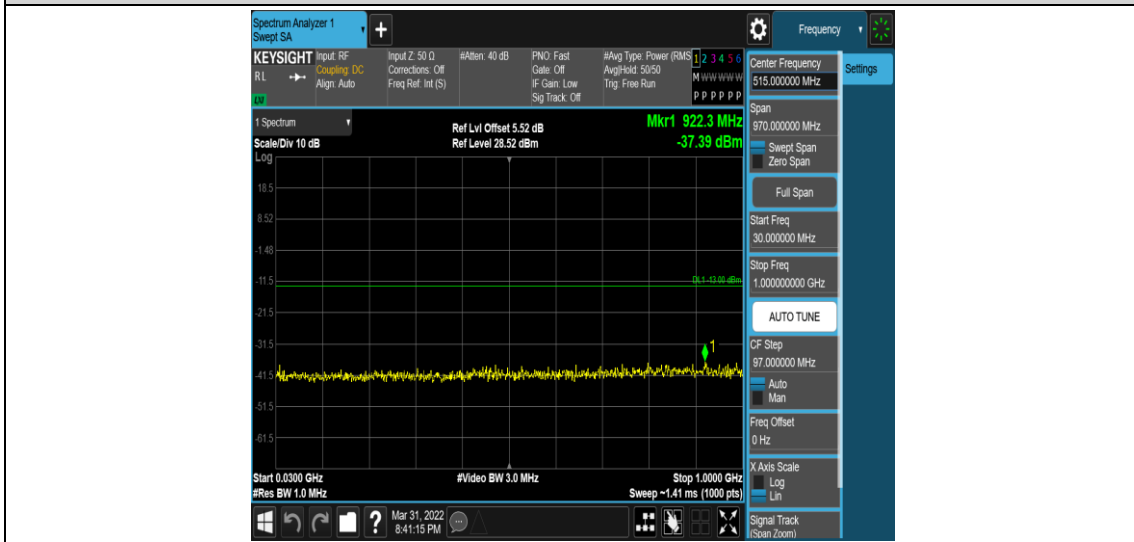 Spectrum Analyzer 1
Swept SA
+
Frequency
KEYSIGHT
RL
LXI
Input: RF
Coupling: DC
Align: Auto
Input Z: 50 Ω
Corrections: Off
Freq Ref: Int (S)
#Atten: 40 dB
PNO: Fast
Gate: Off
IF Gain: Low
Sig Track: Off
#Avg Type: Power (RMS
Avg|Hold: 50/50
Trig: Free Run
1 2 3 4 5 6
M W W W W W
P P P P P P
1 Spectrum
Scale/Div 10 dB
Log
Ref Lvl Offset 5.52 dB
Ref Level 28.52 dBm
Mkr1 922.3 MHz
-37.39 dBm
18.5
8.52
-1.48
-11.5
DL1 -13.00 dBm
-21.5
-31.5
1
-41.5
-51.5
-61.5
Start 0.0300 GHz
#Res BW 1.0 MHz
#Video BW 3.0 MHz
Stop 1.0000 GHz
Sweep ~1.41 ms (1000 pts)
?
Mar 31, 2022
8:41:15 PM
Center Frequency
515.000000 MHz
Settings
Span
970.000000 MHz
Swept Span
Zero Span
Full Span
Start Freq
30.000000 MHz
Stop Freq
1.000000000 GHz
AUTO TUNE
CF Step
97.000000 MHz
Auto
Man
Freq Offset
0 Hz
X Axis Scale
Log
Lin
Signal Track
(Span Zoom)